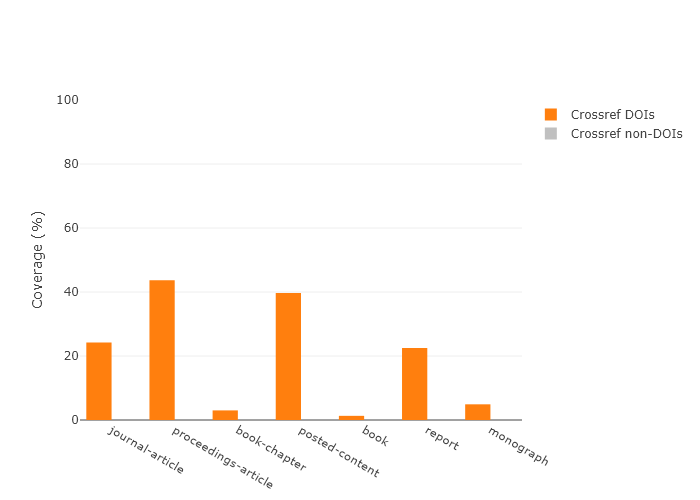 100
80
60
40
20
0
Coverage (%)
journal-article
proceedings-article
book-chapter
posted-content
book
report
monograph
Crossref DOIs
Crossref non-DOIs